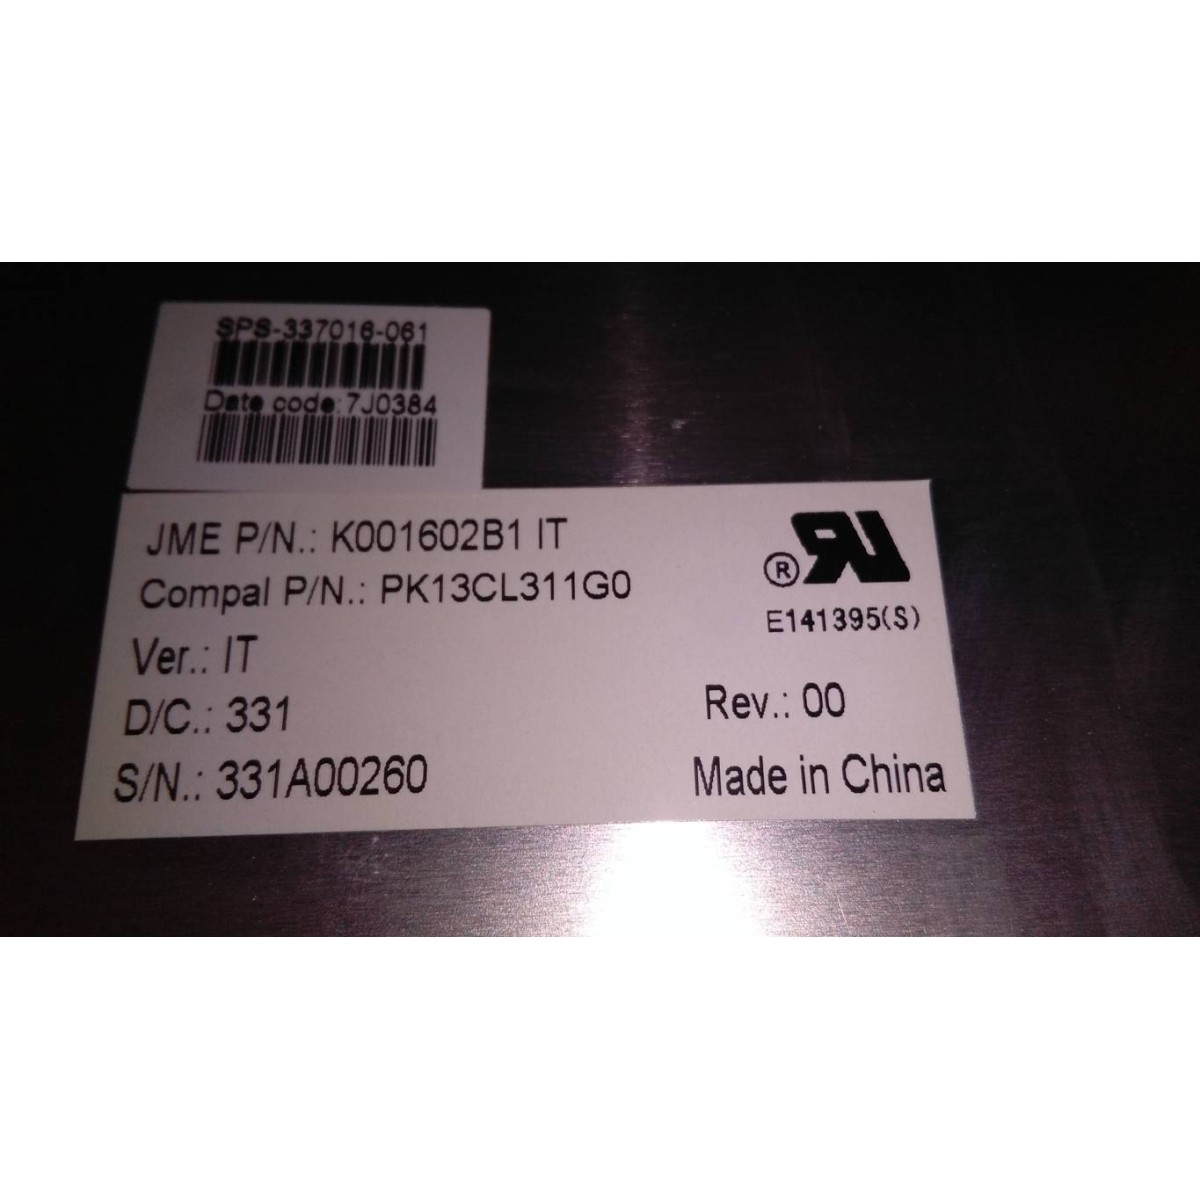 SPS-337016-061
Date code:7J0384
JME P/N.: K001602B1 IT
Compal P/N.: PK13CL311G0
Ver.: IT
D/C.: 331
S/N.: 331A00260
®
E141395(S)
Rev.: 00
Made in China